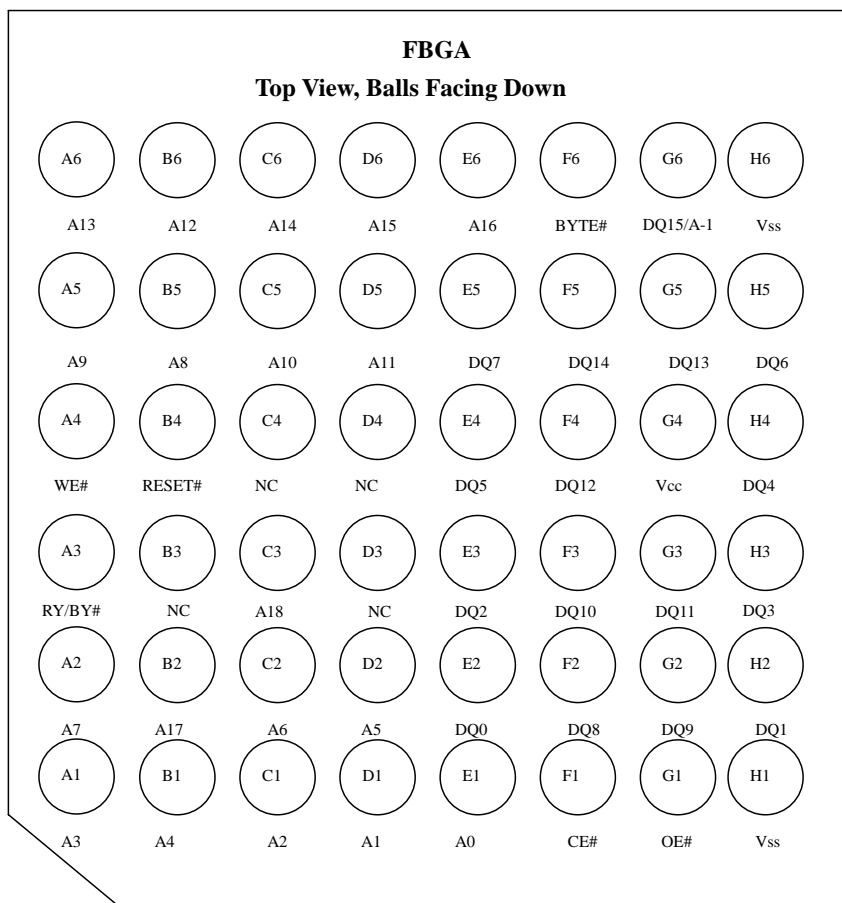 FBGA
Top View, Balls Facing Down
A6 B6 C6 D6 E6 F6 G6 H6
A13 A12 A14 A15 A16 BYTE# DQ15/A-1 Vss
A5 B5 C5 D5 E5 F5 G5 H5
A9 A8 A10 A11 DQ7 DQ14 DQ13 DQ6
A4 B4 C4 D4 E4 F4 G4 H4
WE# RESET# NC NC DQ5 DQ12 Vcc DQ4
A3 B3 C3 D3 E3 F3 G3 H3
RY/BY# NC A18 NC DQ2 DQ10 DQ11 DQ3
A2 B2 C2 D2 E2 F2 G2 H2
A7 A17 A6 A5 DQ0 DQ8 DQ9 DQ1
A1 B1 C1 D1 E1 F1 G1 H1
A3 A4 A2 A1 A0 CE# OE# Vss